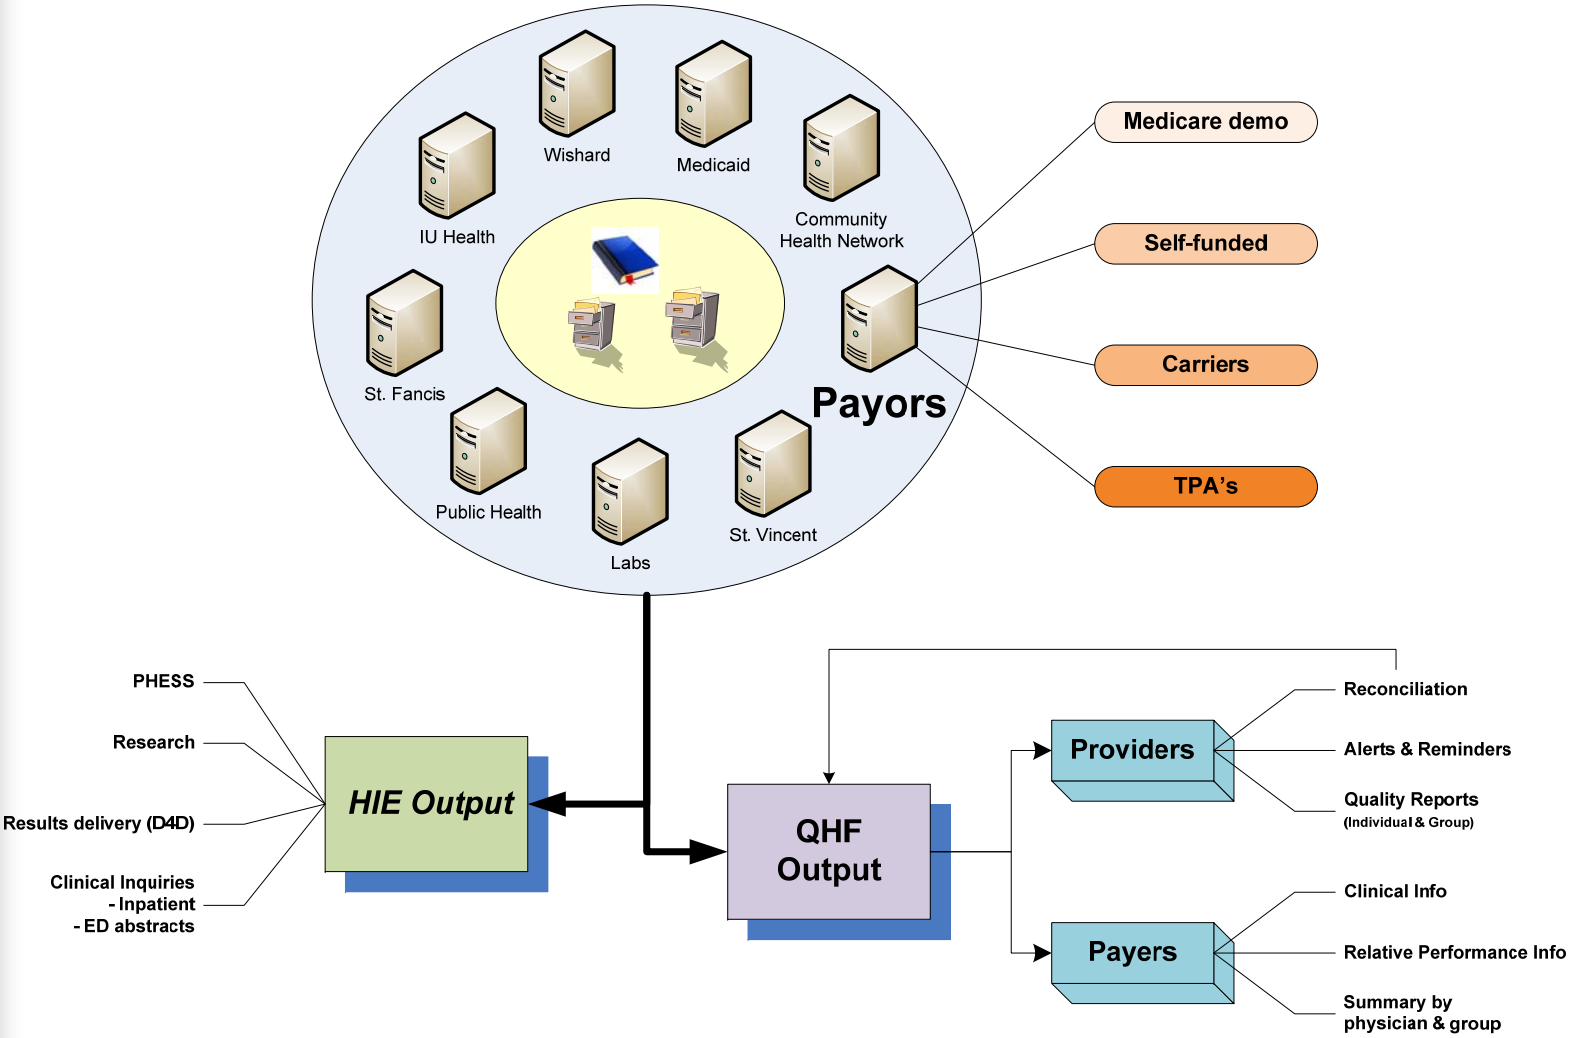 Wishard
Medicaid
Community
Health Network
IU Health
St. Fancis
Public Health
Labs
St. Vincent
Payors
Medicare demo
Self-funded
Carriers
TPA's
PHESS
Research
Results delivery (D4D)
Clinical Inquiries
- Inpatient
- ED abstracts
HIE Output
QHF
Output
Providers
Reconciliation
Alerts & Reminders
Quality Reports
(Individual & Group)
Payers
Clinical Info
Relative Performance Info
Summary by
physician & group